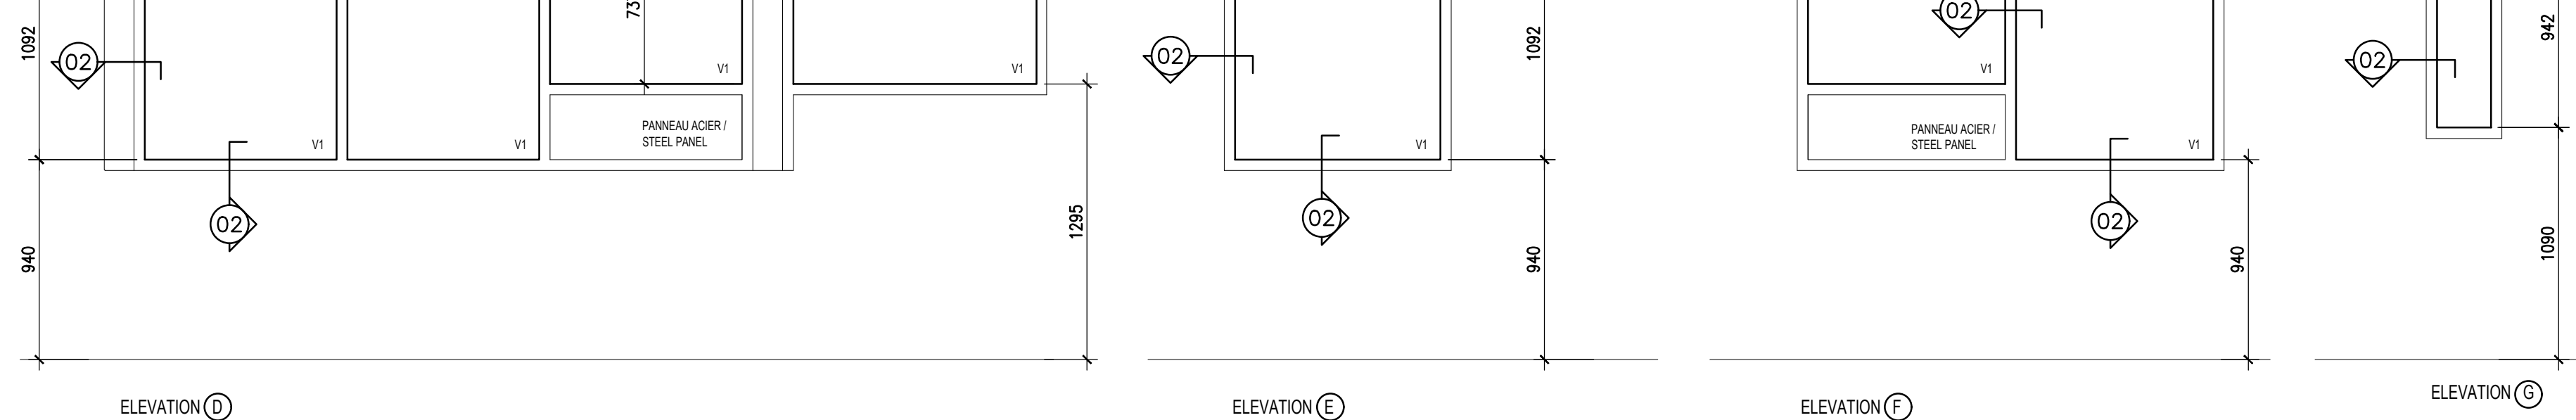 1092
02
V1
V1
73
V1
PANNEAU ACIER /
STEEL PANEL
V1
02
940
1295
ELEVATION D
02
1092
V1
02
940
ELEVATION E
02
V1
PANNEAU ACIER /
STEEL PANEL
V1
02
940
ELEVATION F
942
02
1090
ELEVATION G